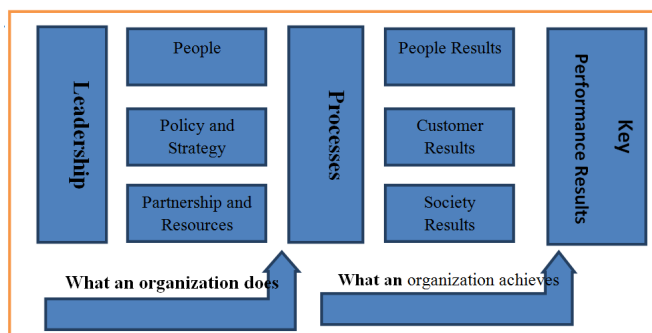 Leadership
People
Policy and
Strategy
Partnership and
Resources
Processes
People Results
Customer
Results
Society
Results
Key
Performance Results
What an organization does
What an organization achieves